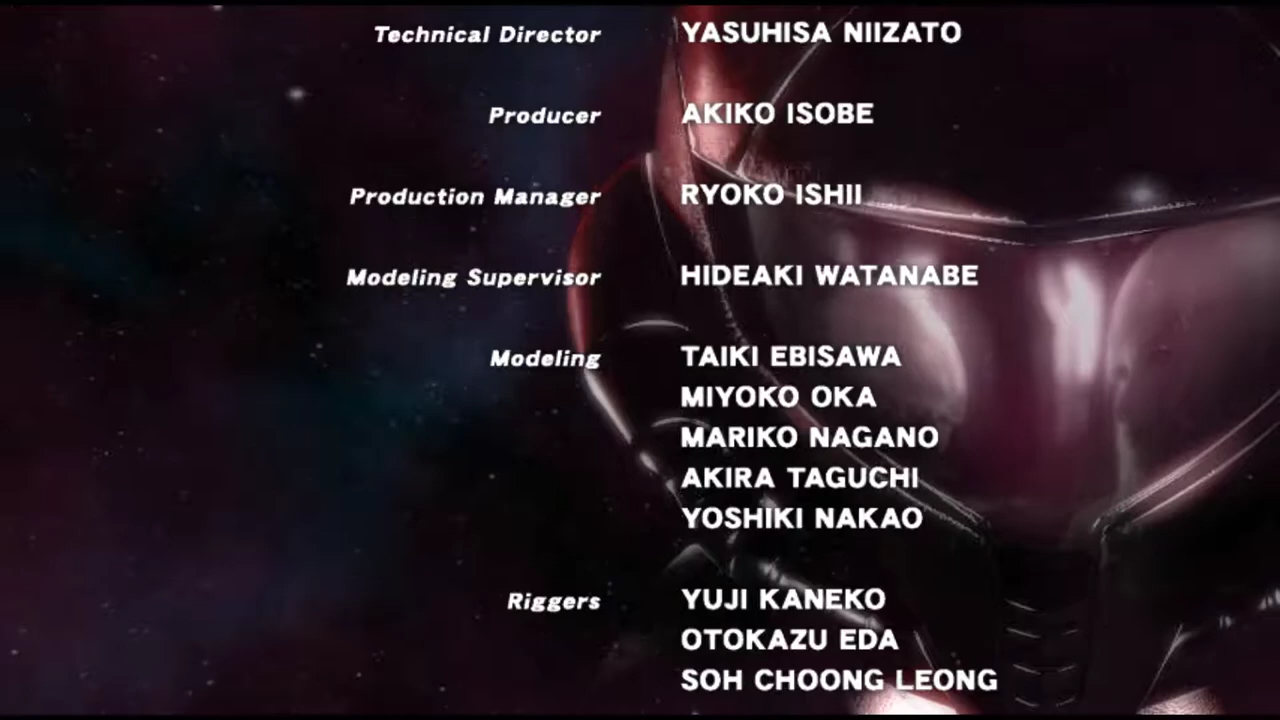 Technical Director YASUHISA NIIZATO
Producer AKIKO ISOBE
Production Manager RYOKO ISHII
Modeling Supervisor HIDEAKI WATANABE
Modeling TAIKI EBISAWA
MIYOKO OKA
MARIKO NAGANO
AKIRA TAGUCHI
YOSHIKI NAKAO
Riggers YUJI KANEKO
OTOKAZU EDA
SOH CHOONG LEONG